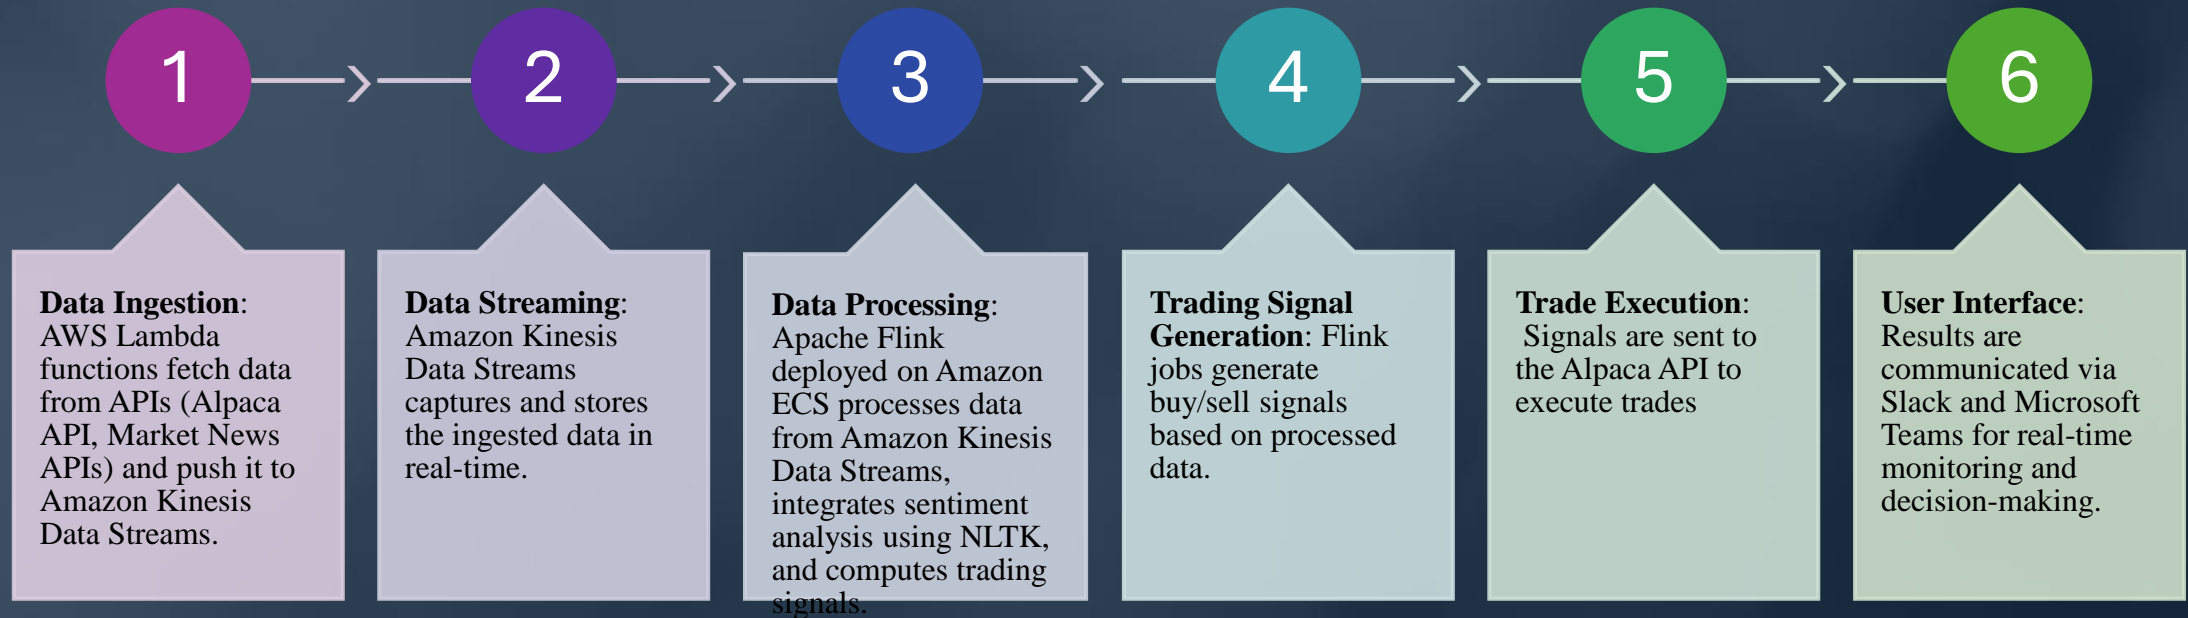 1
2
3
4
5
6
Data Ingestion:
AWS Lambda
functions fetch data
from APIs (Alpaca
API, Market News
APIs) and push it to
Amazon Kinesis
Data Streams.
Data Streaming:
Amazon Kinesis
Data Streams
captures and stores
the ingested data in
real-time.
Data Processing:
Apache Flink
deployed on Amazon
ECS processes data
from Amazon Kinesis
Data Streams,
integrates sentiment
analysis using NLTK,
and computes trading
signals.
Trading Signal
Generation: Flink
jobs generate
buy/sell signals
based on processed
data.
Trade Execution:
Signals are sent to
the Alpaca API to
execute trades
User Interface:
Results are
communicated via
Slack and Microsoft
Teams for real-time
monitoring and
decision-making.